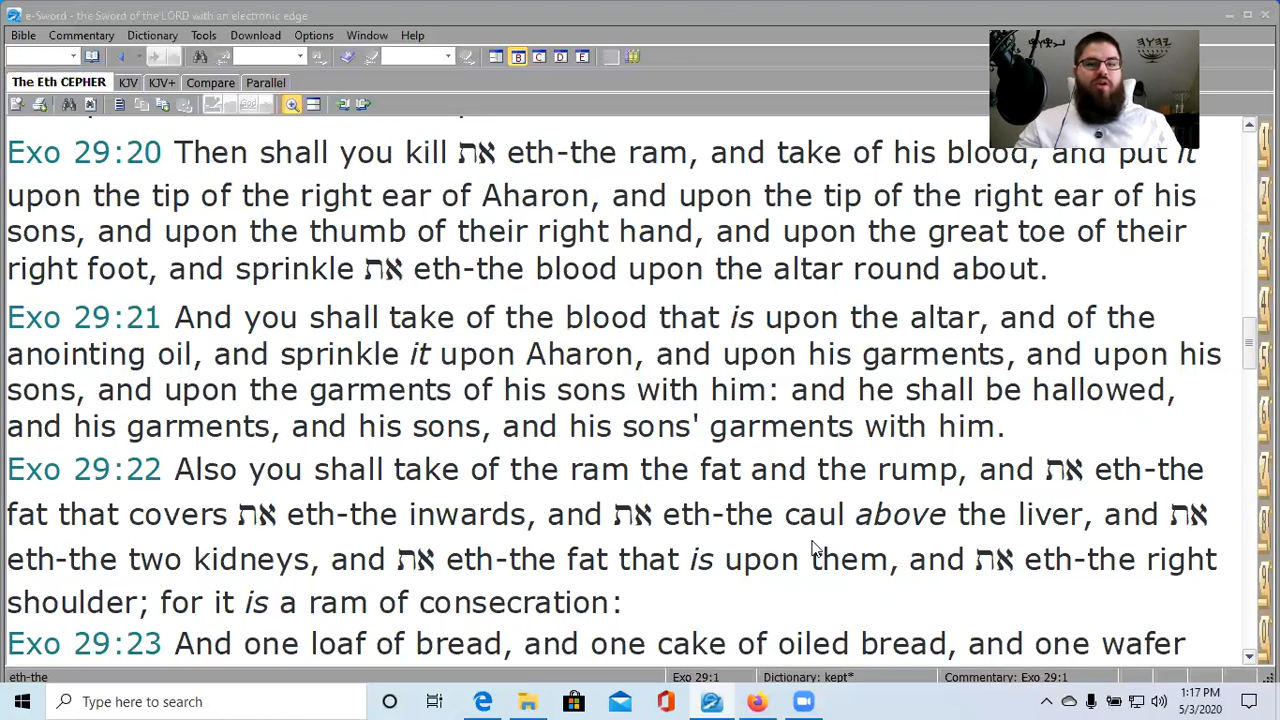 e-Sword - the Sword of the LORD with an electronic edge
Bible Commentary Dictionary Tools Download Options Window Help
B C D E
The Eth CEPHER KJV KJV+ Compare Parallel
Exo 29:20 Then shall you kill את eth-the ram, and take of his blood, and put it
upon the tip of the right ear of Aharon, and upon the tip of the right ear of his
sons, and upon the thumb of their right hand, and upon the great toe of their
right foot, and sprinkle את eth-the blood upon the altar round about.
Exo 29:21 And you shall take of the blood that is upon the altar, and of the
anointing oil, and sprinkle it upon Aharon, and upon his garments, and upon his
sons, and upon the garments of his sons with him: and he shall be hallowed,
and his garments, and his sons, and his sons' garments with him.
Exo 29:22 Also you shall take of the ram the fat and the rump, and את eth-the
fat that covers את eth-the inwards, and את eth-the caul above the liver, and את
eth-the two kidneys, and את eth-the fat that is upon them, and את eth-the right
shoulder; for it is a ram of consecration:
Exo 29:23 And one loaf of bread, and one cake of oiled bread, and one wafer
eth-the Exo 29:1 Dictionary: kept* Commentary: Exo 29:1
Type here to search
1:17 PM
5/3/2020